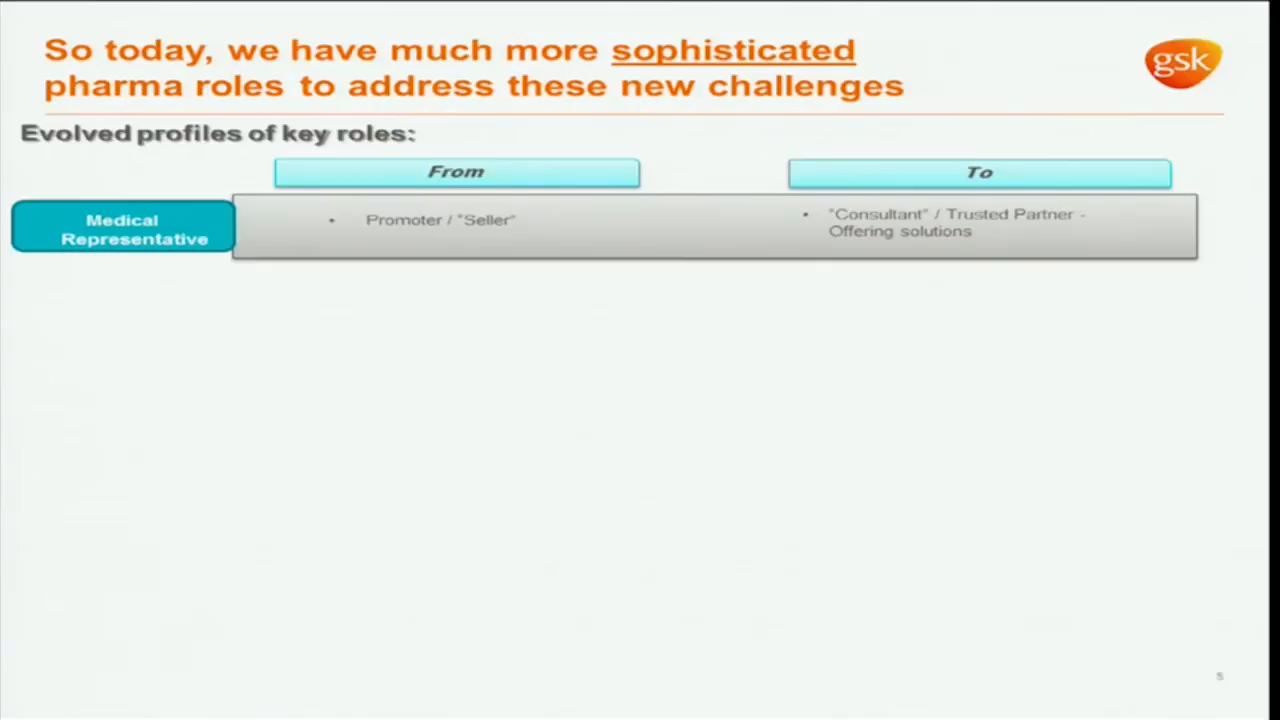 So today, we have much more sophisticated
pharma roles to address these new challenges
gsk
Evolved profiles of key roles:
From
To
Medical
Representative
• Promoter / "Seller"
• "Consultant" / Trusted Partner -
Offering solutions
5